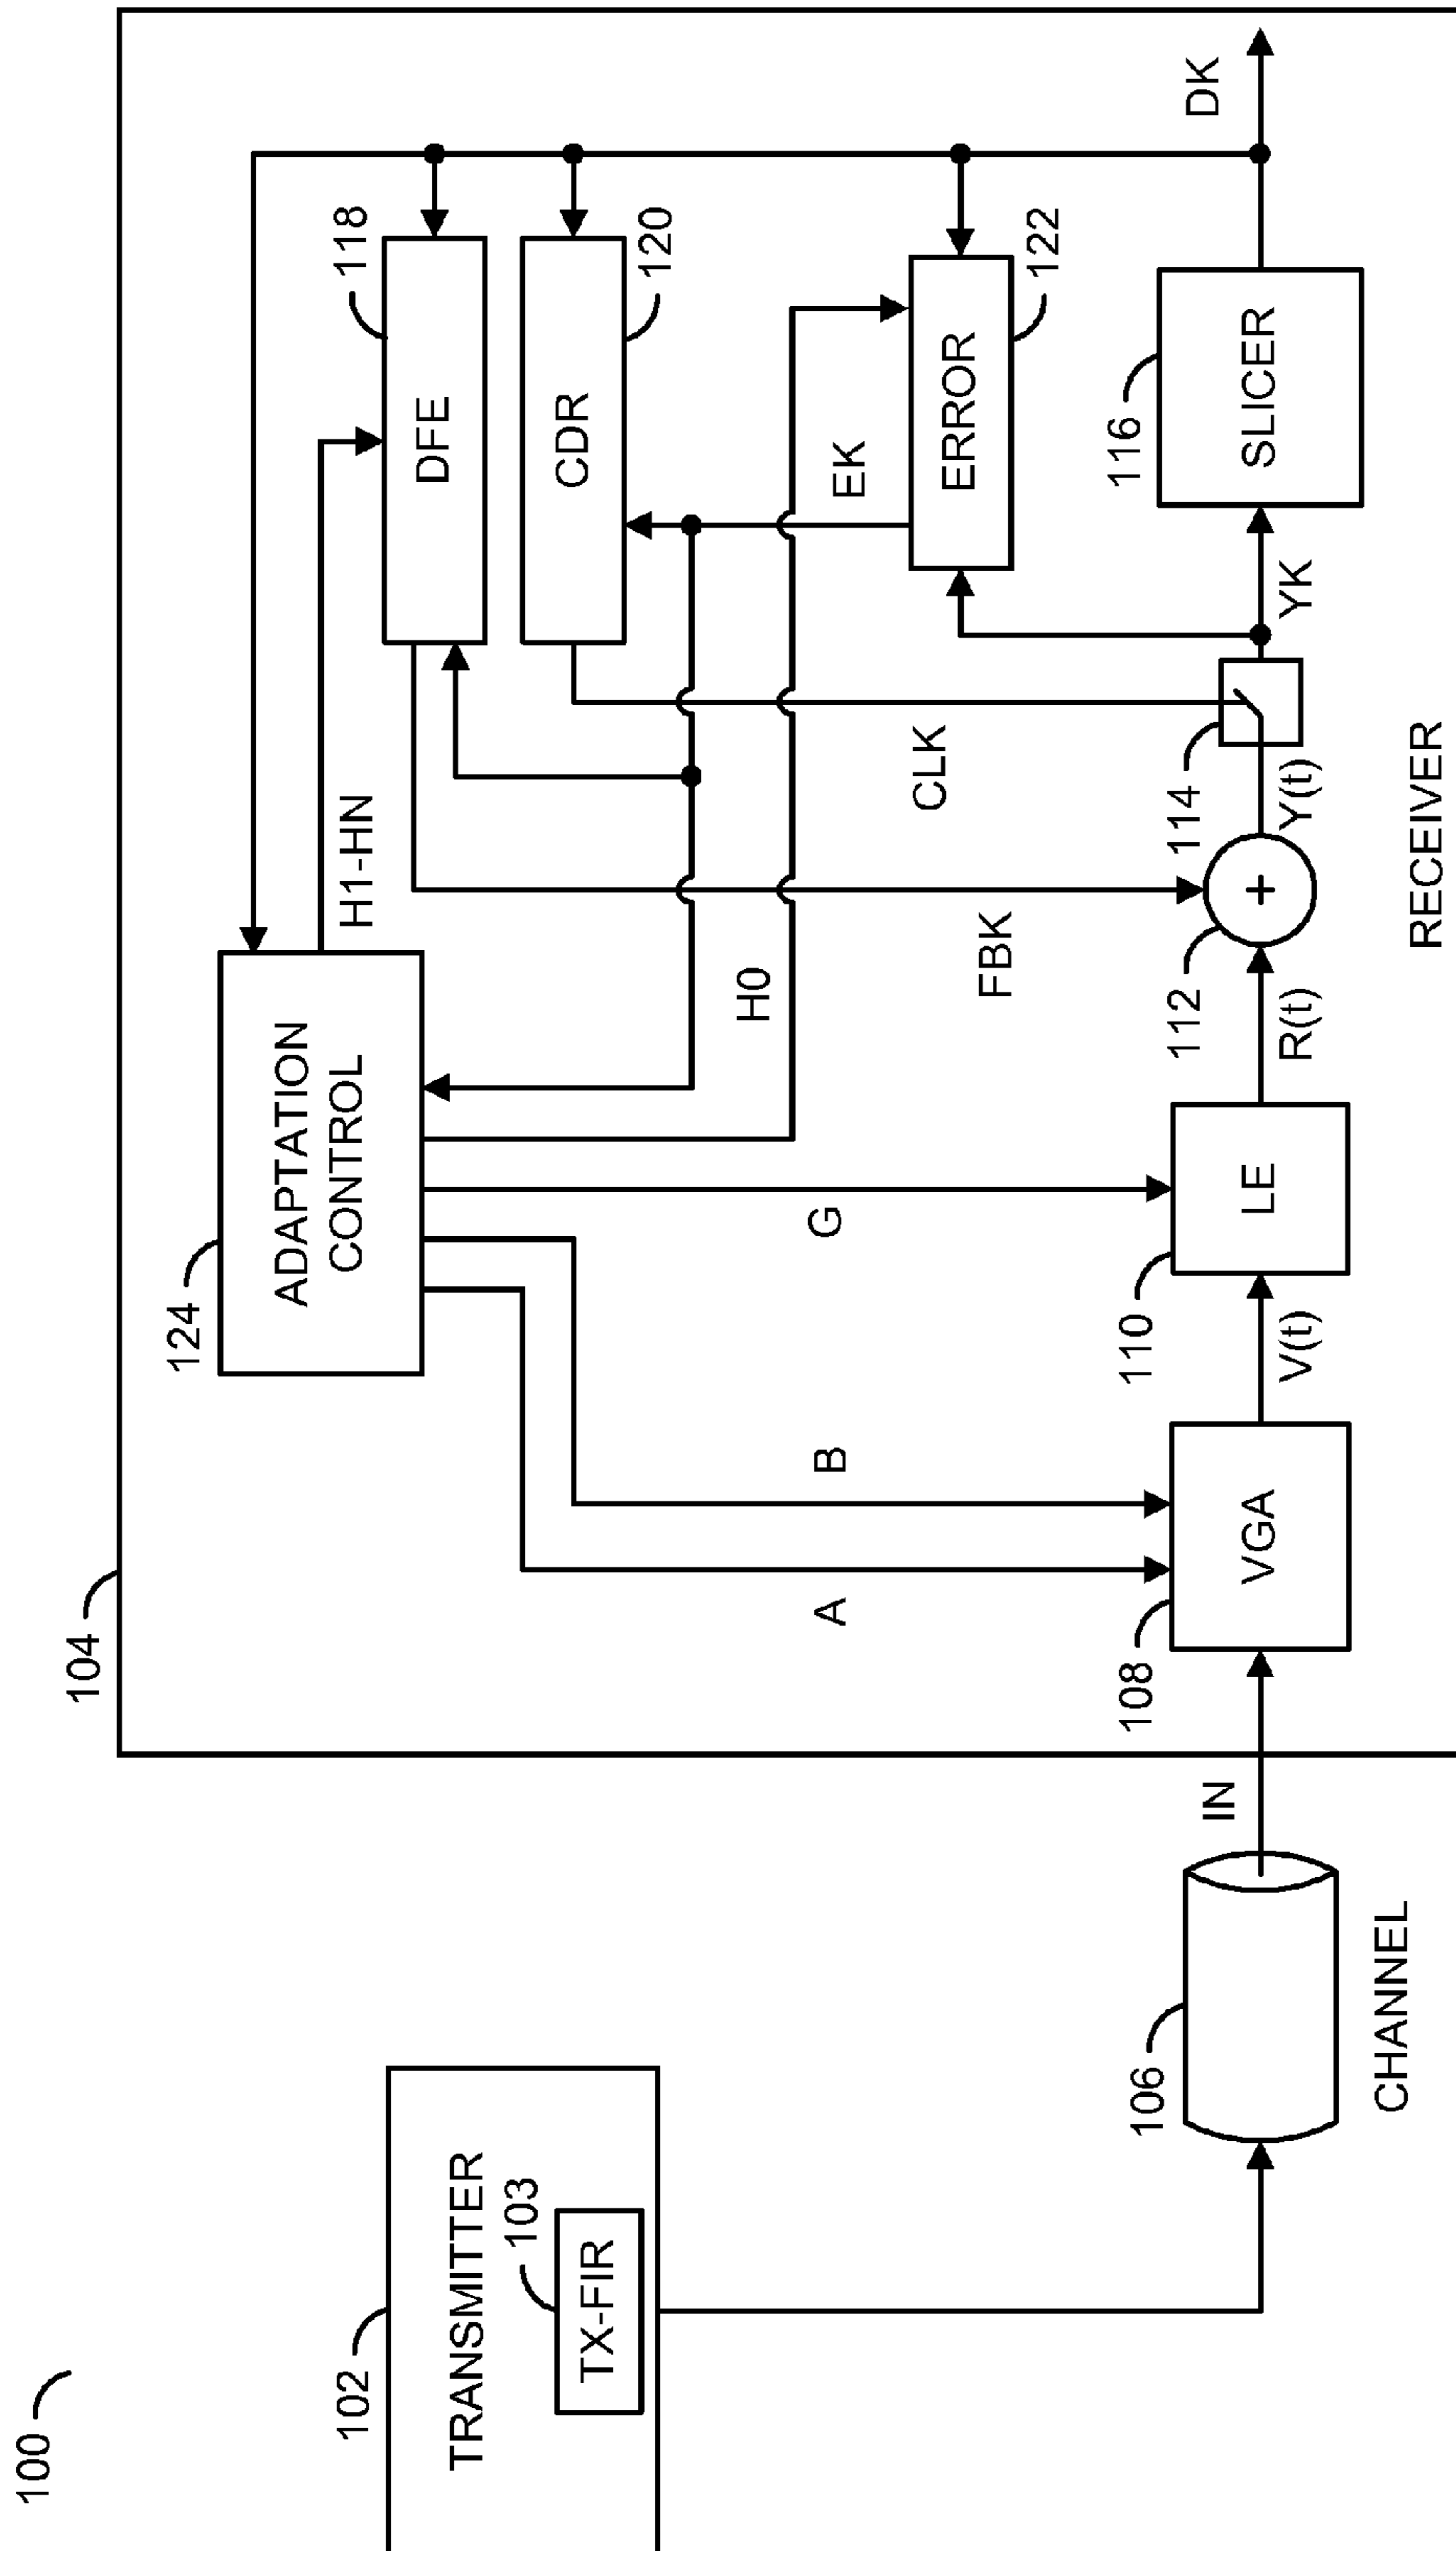 100
102
TRANSMITTER
103
TX-FIR
106
CHANNEL
IN
104
RECEIVER
124
ADAPTATION
CONTROL
H1-HN
118
DFE
120
CDR
EK
122
ERROR
H0
A
B
G
FBK
CLK
108
VGA
V(t)
110
LE
R(t)
112
+
Y(t)
114
YK
116
SLICER
DK